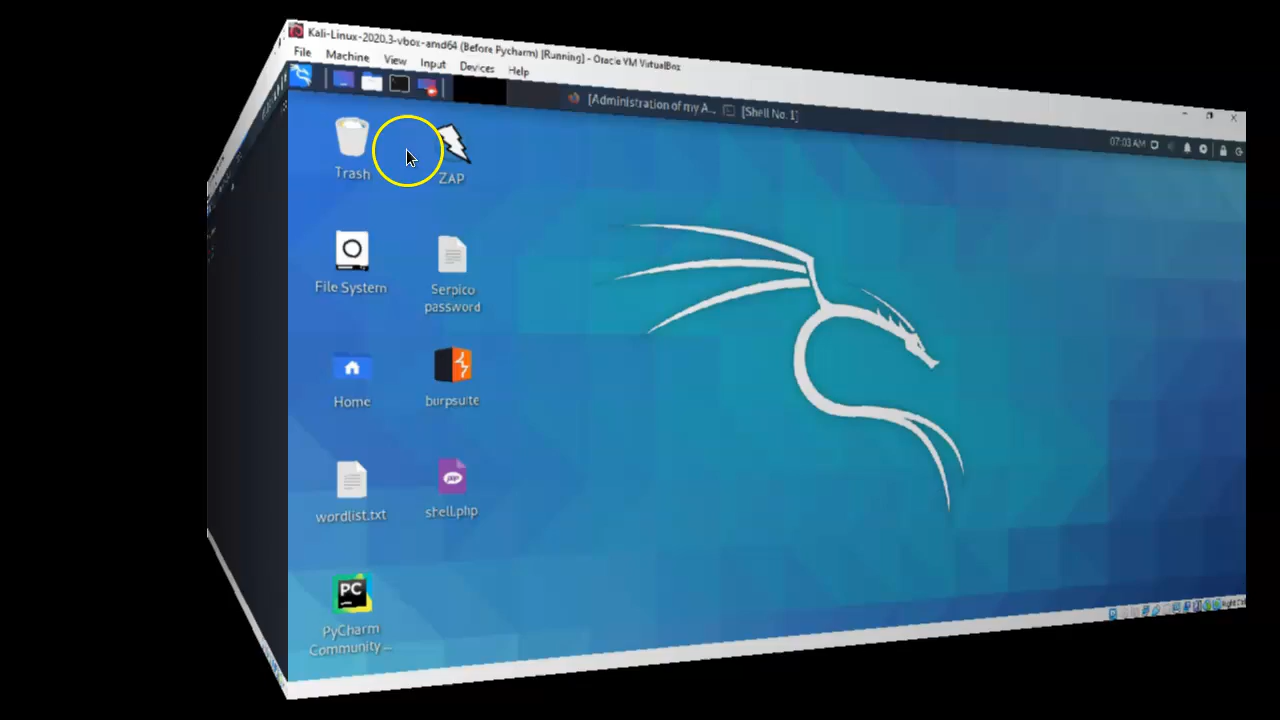 Kali-Linux-2020.3-vbox-amd64 (Before Pycharm) [Running] - Oracle VM VirtualBox
File Machine View Input Devices Help
[Administration of my A... [Shell No. 1]
07:03 AM
Trash
ZAP
File System
Serpico password
Home
burpsuite
wordlist.txt
shell.php
PC
PyCharm
Community ...
php